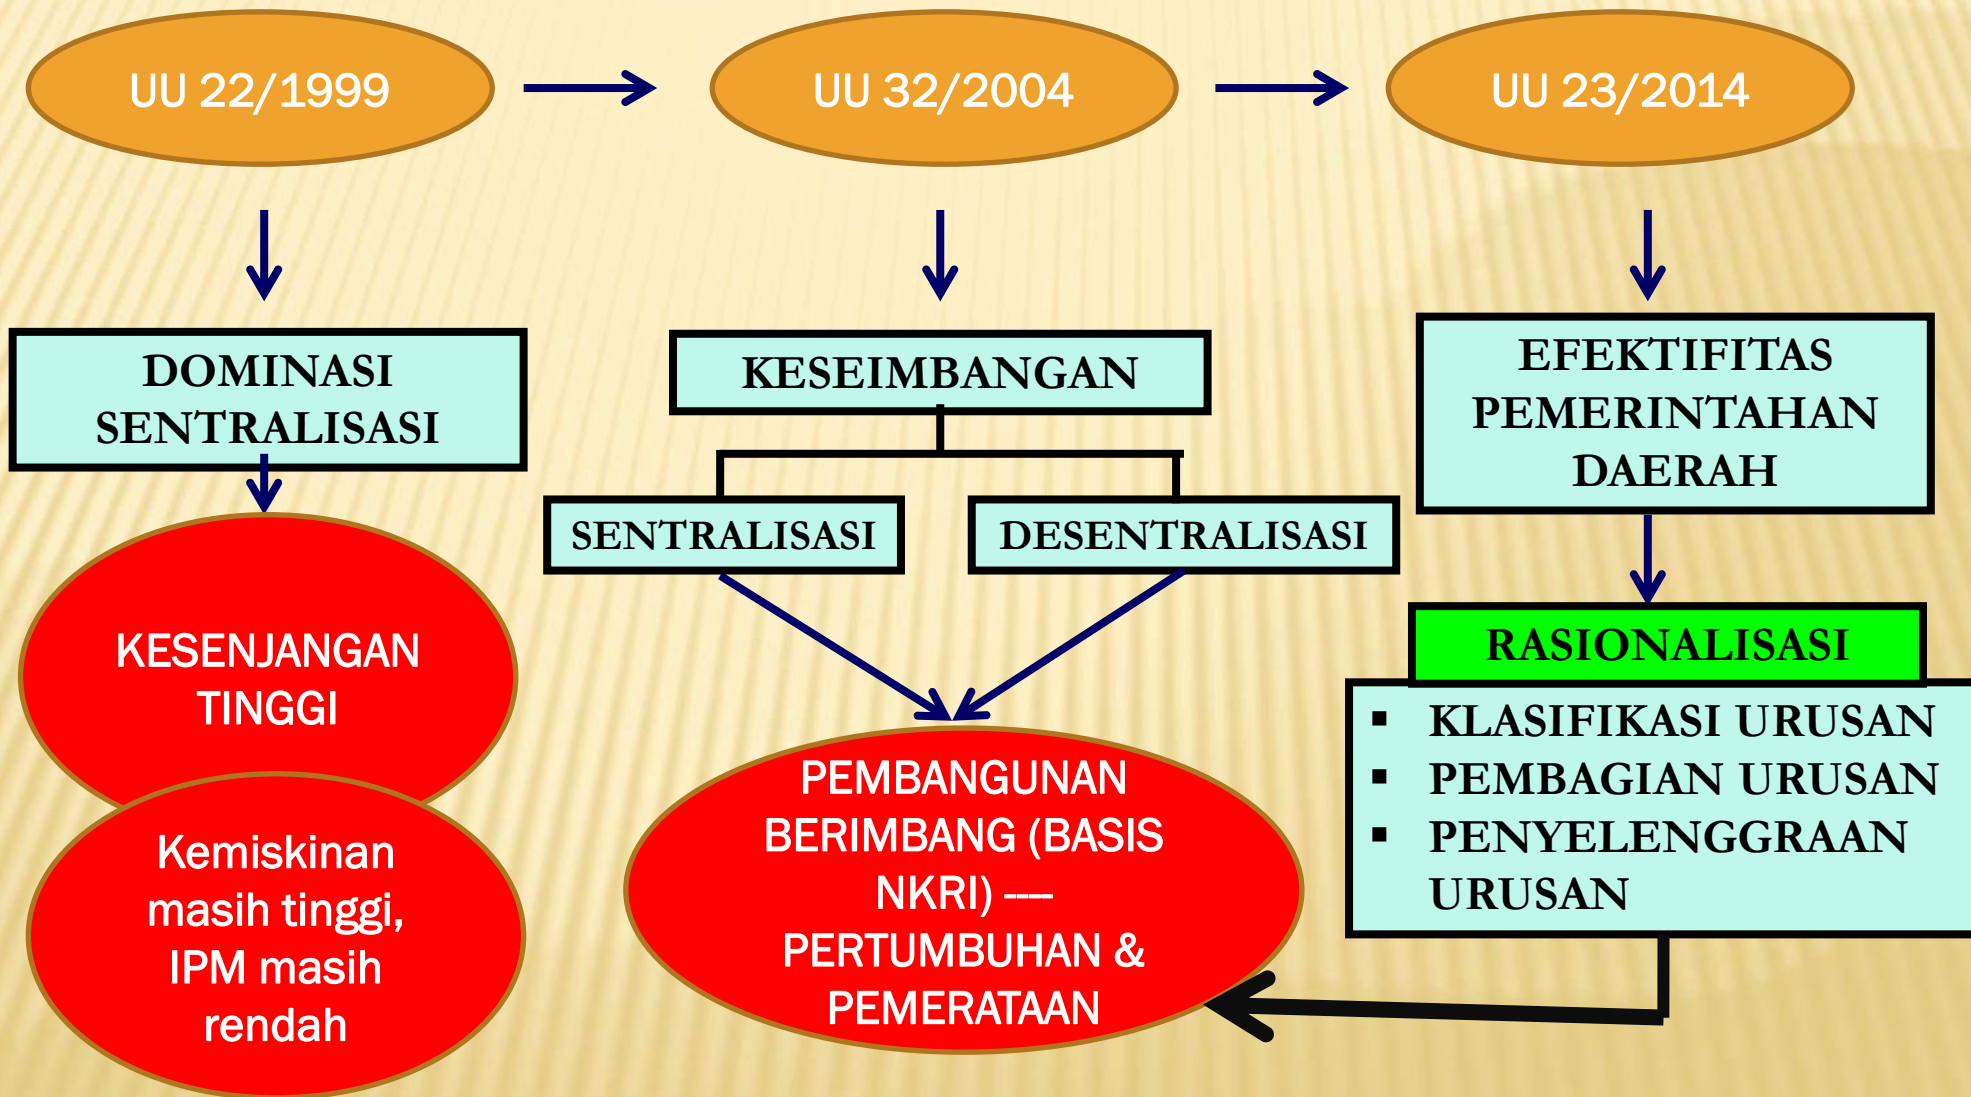 UU 22/1999
UU 32/2004
UU 23/2014
DOMINASI
SENTRALISASI
KESEIMBANGAN
EFEKTIFITAS
PEMERINTAHAN
DAERAH
SENTRALISASI
DESENTRALISASI
KESENJANGAN
TINGGI
RASIONALISASI
▪ KLASIFIKASI URUSAN
▪ PEMBAGIAN URUSAN
▪ PENYELENGGRAAN
URUSAN
PEMBANGUNAN
BERIMBANG (BASIS
NKRI) ----
PERTUMBUHAN &
PEMERATAAN
Kemiskinan
masih tinggi,
IPM masih
rendah